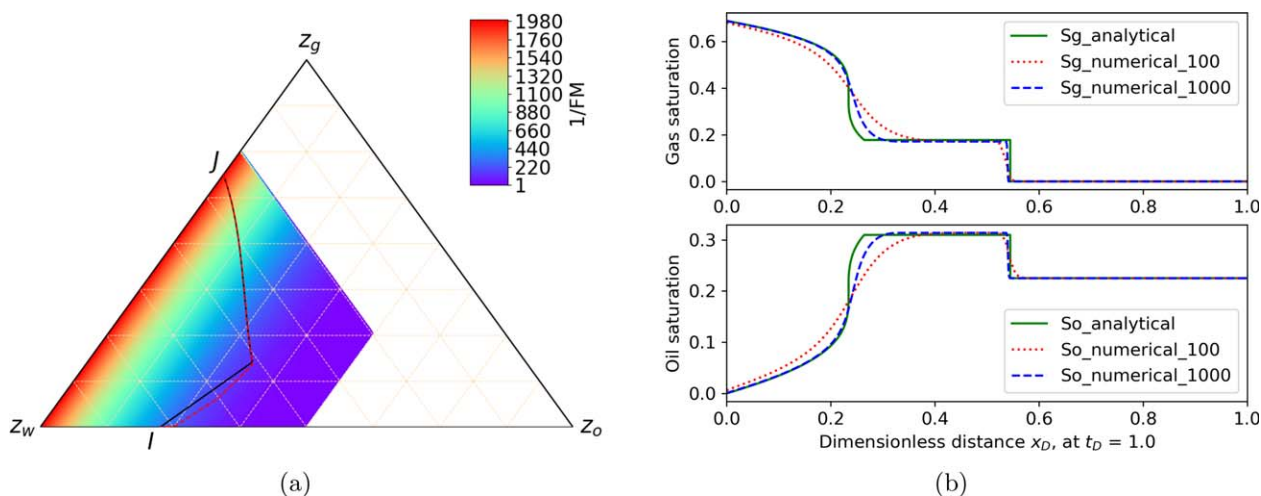 1980
1760
1540
1320
1100
880
660
440
220
1
1/FM
z_g
J
z_w
I
z_o
(a)
Gas saturation
0.6
0.4
0.2
0.0
Sg_analytical
Sg_numerical_100
Sg_numerical_1000
0.0 0.2 0.4 0.6 0.8 1.0
Oil saturation
0.3
0.2
0.1
0.0
So_analytical
So_numerical_100
So_numerical_1000
0.0 0.2 0.4 0.6 0.8 1.0
Dimensionless distance x_D, at t_D = 1.0
(b)